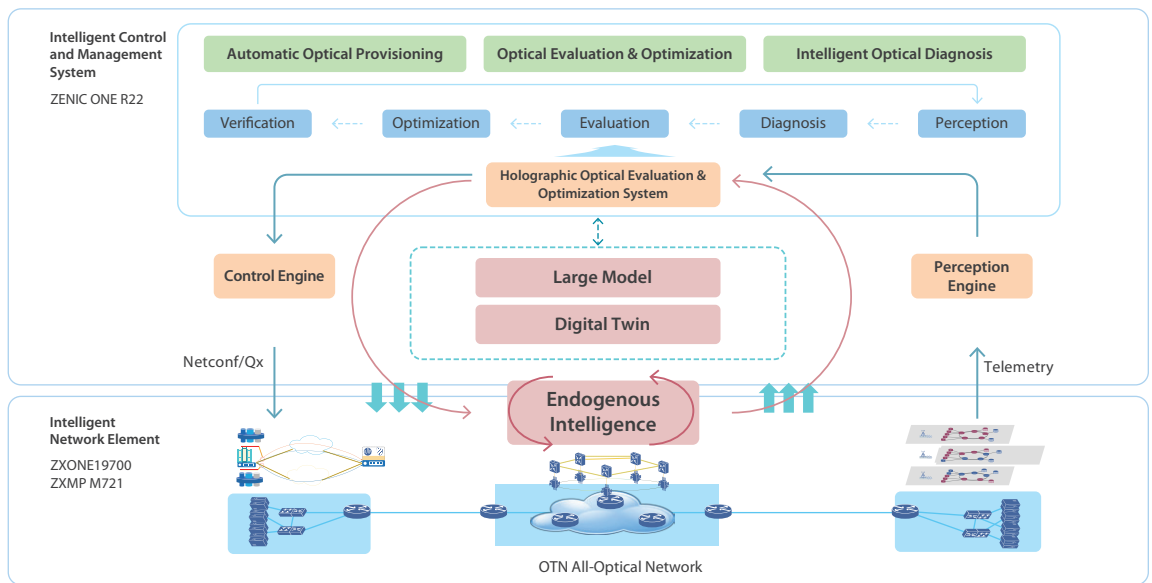 Intelligent Control
and Management
System
ZENIC ONE R22
Automatic Optical Provisioning
Optical Evaluation & Optimization
Intelligent Optical Diagnosis
Verification
Optimization
Evaluation
Diagnosis
Perception
Holographic Optical Evaluation &
Optimization System
Control Engine
Large Model
Digital Twin
Perception
Engine
Netconf/Qx
Telemetry
Endogenous
Intelligence
Intelligent
Network Element
ZXONE19700
ZXMP M721
OTN All-Optical Network